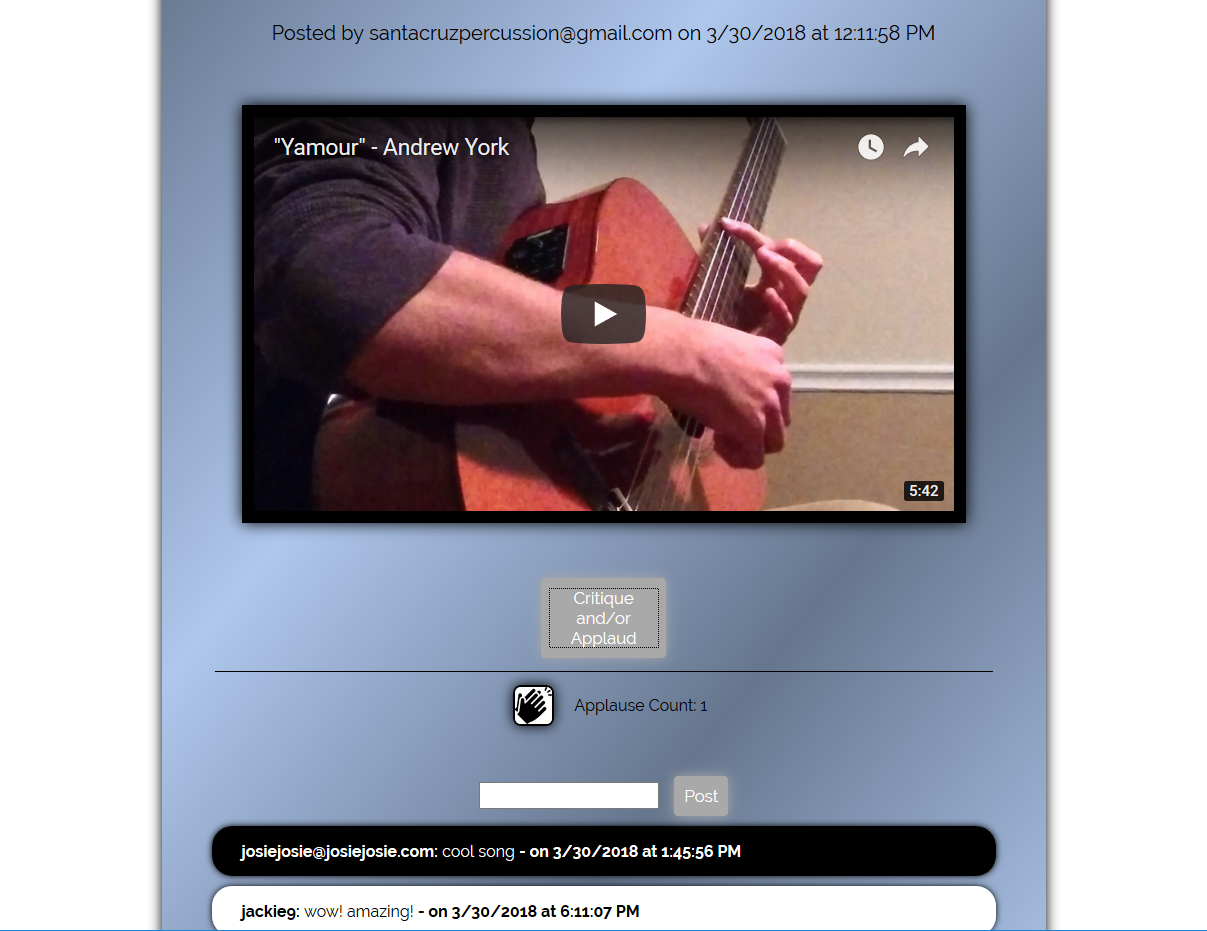 Posted by santacruzpercussion@gmail.com on 3/30/2018 at 12:11:58 PM
"Yamour" - Andrew York
5:42
Critique
and/or
Applaud
Applause Count: 1
Post
josiejosie@josiejosie.com: cool song - on 3/30/2018 at 1:45:56 PM
jackie9: wow! amazing! - on 3/30/2018 at 6:11:07 PM